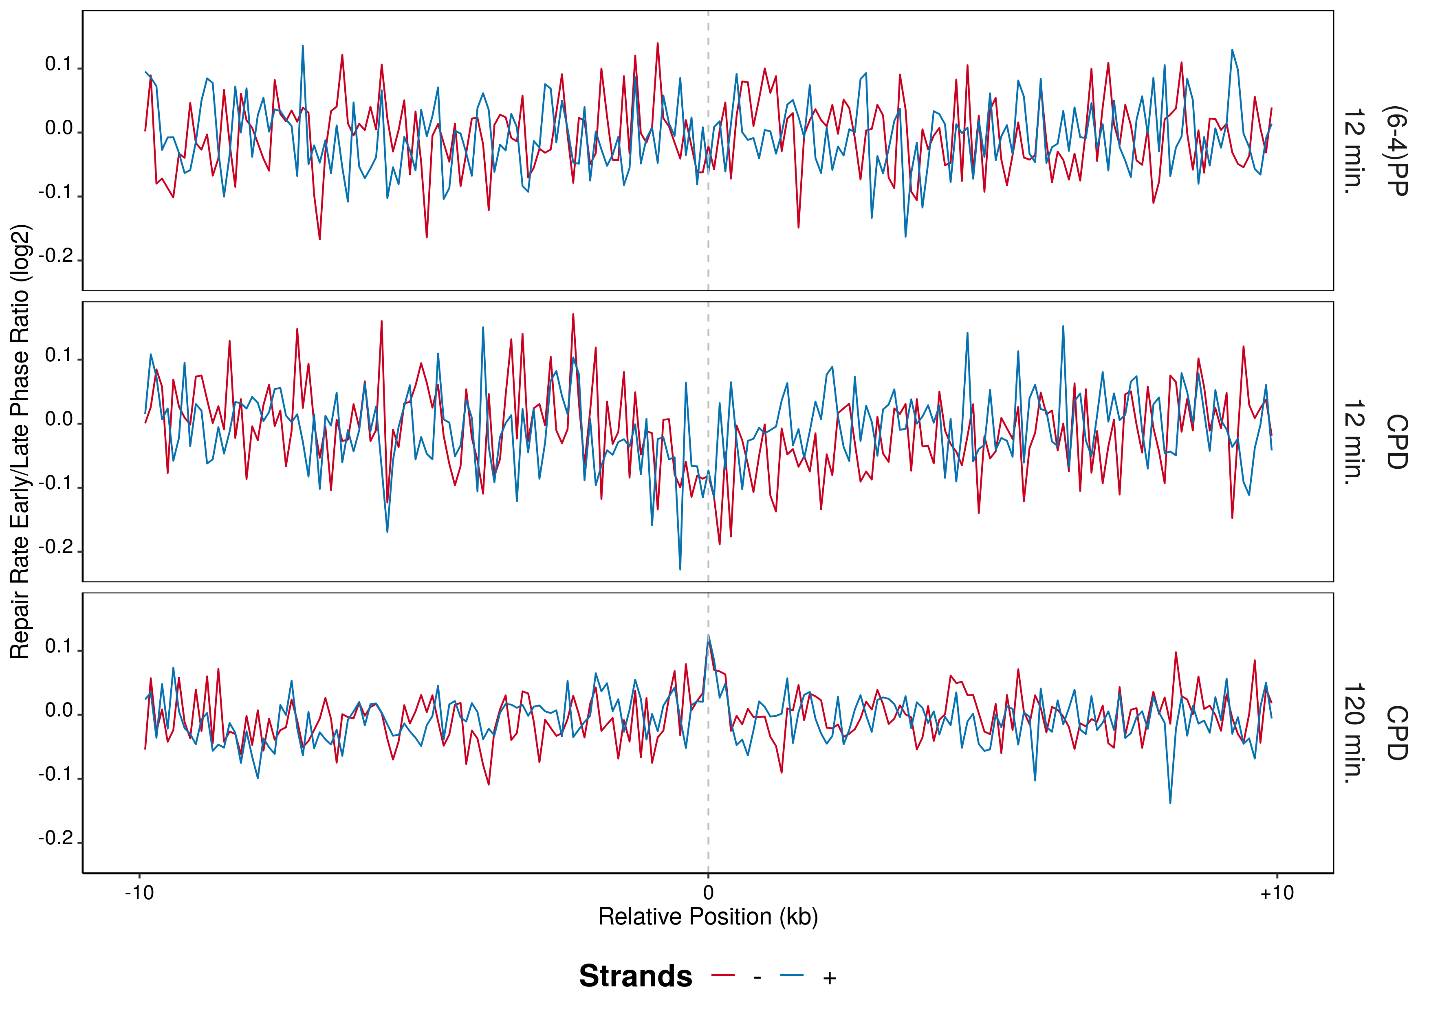 Repair Rate Early/Late Phase Ratio (log2)
0.1
0.0
-0.1
-0.2
(6-4)PP
12 min.
0.1
0.0
-0.1
-0.2
CPD
12 min.
0.1
0.0
-0.1
-0.2
CPD
120 min.
-10
0
+10
Relative Position (kb)
Strands - +